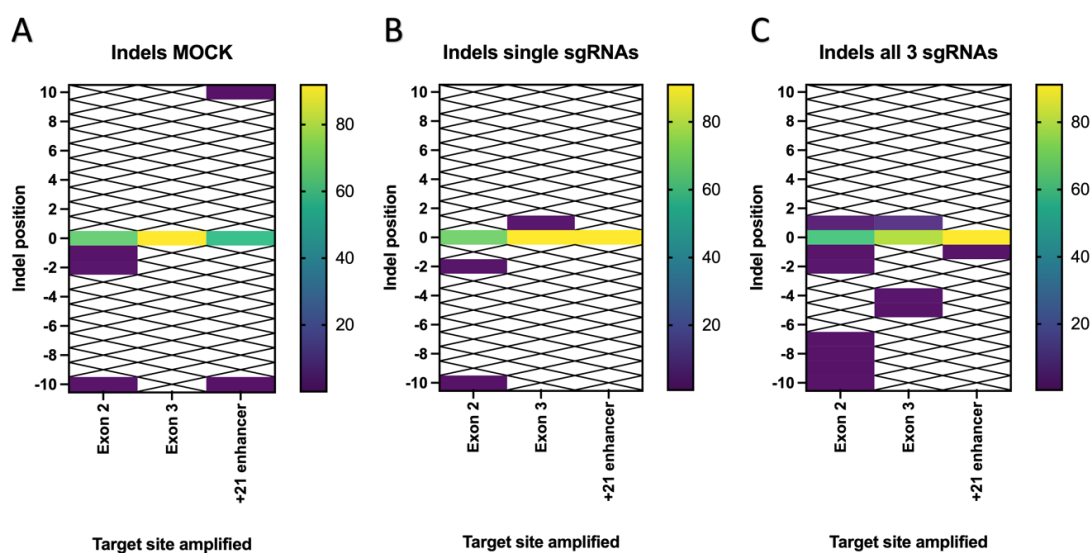 A
Indels MOCK
Indel position
10
8
6
4
2
0
-2
-4
-6
-8
-10
80
60
40
20
Exon 2
Exon 3
+21 enhancer
Target site amplified
B
Indels single sgRNAs
Indel position
10
8
6
4
2
0
-2
-4
-6
-8
-10
80
60
40
20
Exon 2
Exon 3
+21 enhancer
Target site amplified
C
Indels all 3 sgRNAs
Indel position
10
8
6
4
2
0
-2
-4
-6
-8
-10
80
60
40
20
Exon 2
Exon 3
+21 enhancer
Target site amplified